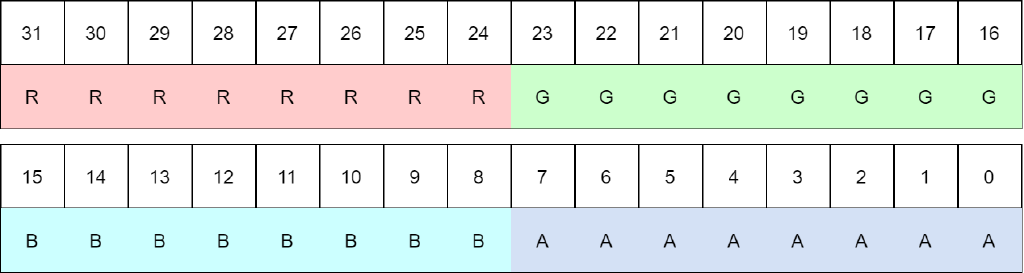 31 30 29 28 27 26 25 24 23 22 21 20 19 18 17 16
R R R R R R R R G G G G G G G G
15 14 13 12 11 10 9 8 7 6 5 4 3 2 1 0
B B B B B B B B A A A A A A A A